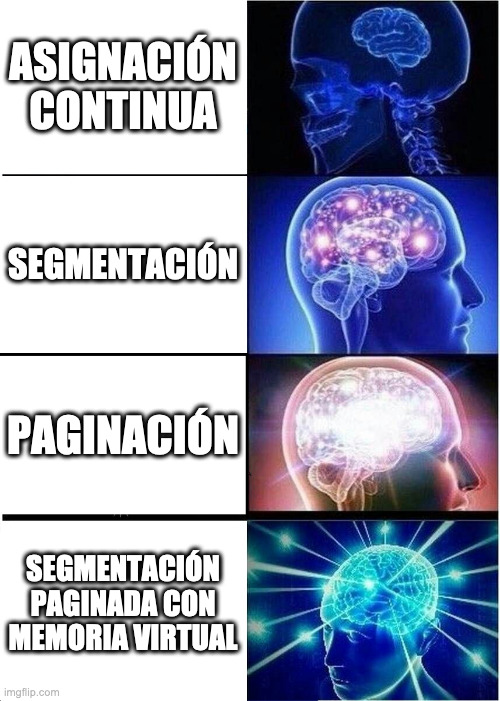 ASIGNACIÓN
CONTINUA
SEGMENTACIÓN
PAGINACIÓN
SEGMENTACIÓN
PAGINADA CON
MEMORIA VIRTUAL
imgflip.com